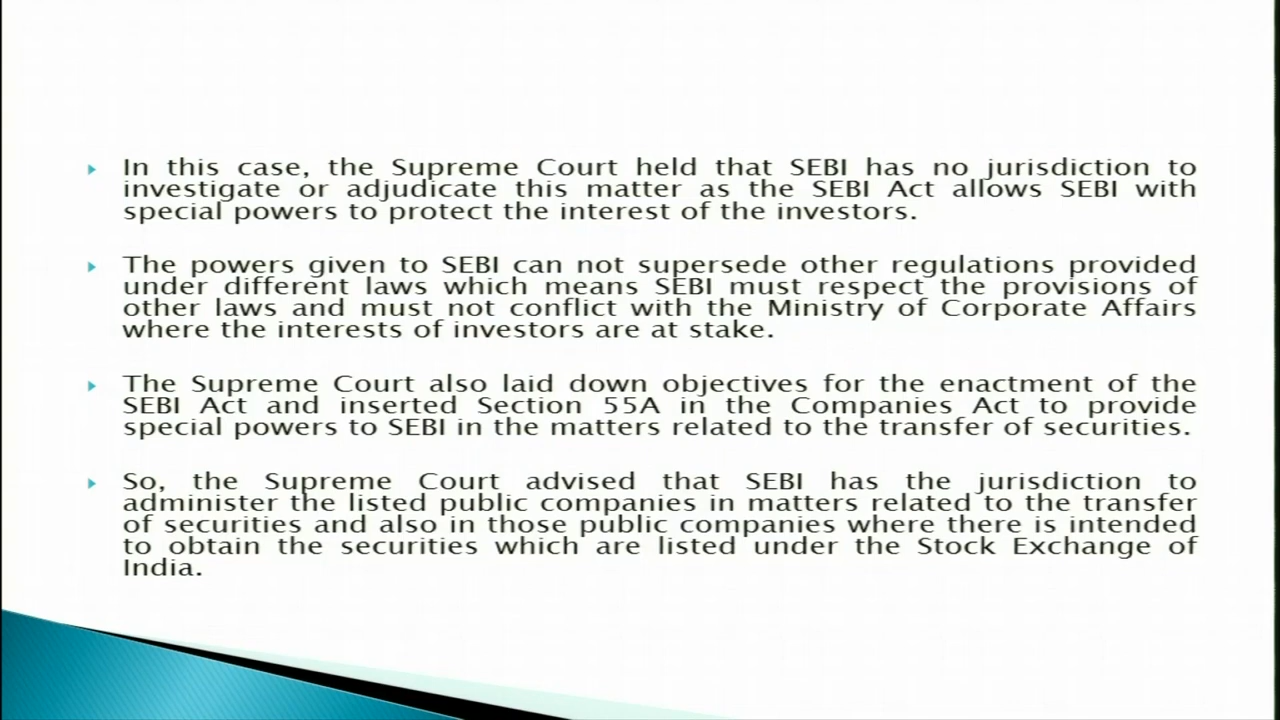 In this case, the Supreme Court held that SEBI has no jurisdiction to
investigate or adjudicate this matter as the SEBI Act allows SEBI with
special powers to protect the interest of the investors.
The powers given to SEBI can not supersede other regulations provided
under different laws which means SEBI must respect the provisions of
other laws and must not conflict with the Ministry of Corporate Affairs
where the interests of investors are at stake.
The Supreme Court also laid down objectives for the enactment of the
SEBI Act and inserted Section 55A in the Companies Act to provide
special powers to SEBI in the matters related to the transfer of securities.
So, the Supreme Court advised that SEBI has the jurisdiction to
administer the listed public companies in matters related to the transfer
of securities and also in those public companies where there is intended
to obtain the securities which are listed under the Stock Exchange of
India.